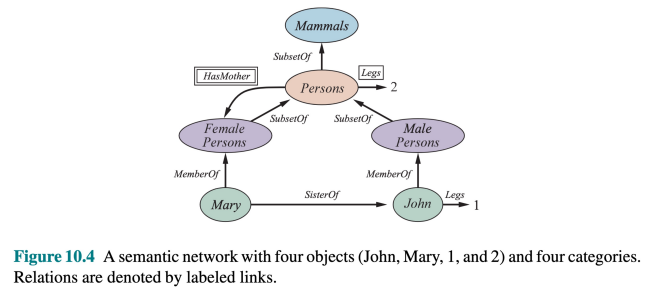 Mammals
SubsetOf
HasMother
Legs
Persons
2
SubsetOf
SubsetOf
Female
Persons
Male
Persons
MemberOf
MemberOf
Mary
SisterOf
John
Legs
1
Figure 10.4 A semantic network with four objects (John, Mary, 1, and 2) and four categories.
Relations are denoted by labeled links.